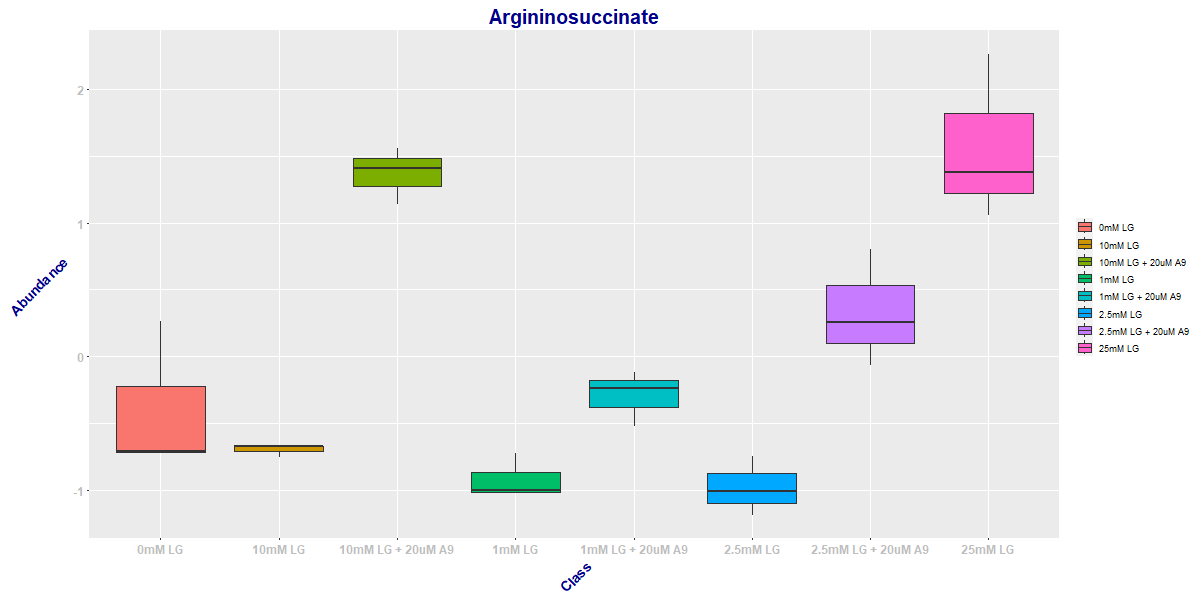 Argininosuccinate
Abundance
2
1
0
-1
0mM LG
10mM LG
10mM LG + 20uM A9
1mM LG
1mM LG + 20uM A9
2.5mM LG
2.5mM LG + 20uM A9
25mM LG
Class
0mM LG
10mM LG
10mM LG + 20uM A9
1mM LG
1mM LG + 20uM A9
2.5mM LG
2.5mM LG + 20uM A9
25mM LG